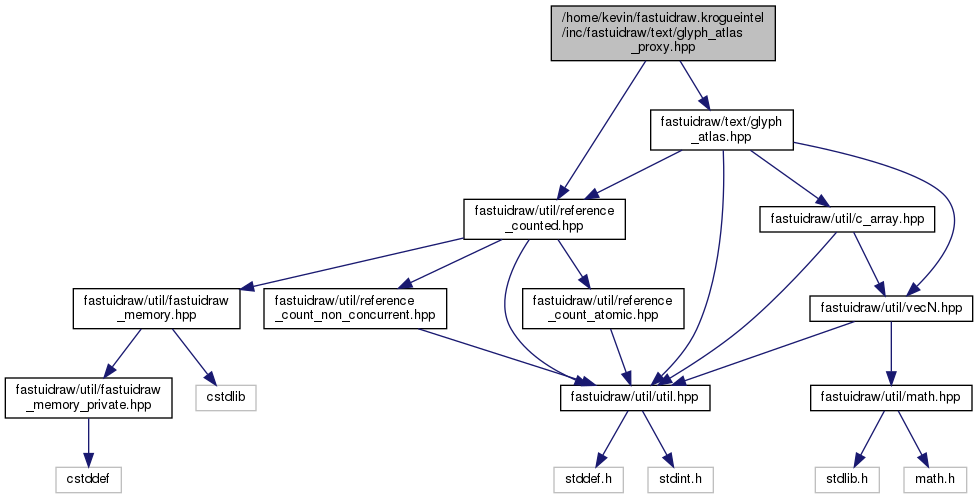 /home/kevin/fastuidraw.krogueintel
/inc/fastuidraw/text/glyph_atlas
_proxy.hpp
fastuidraw/text/glyph
_atlas.hpp
fastuidraw/util/reference
_counted.hpp
fastuidraw/util/c_array.hpp
fastuidraw/util/fastuidraw
_memory.hpp
fastuidraw/util/reference
_count_non_concurrent.hpp
fastuidraw/util/reference
_count_atomic.hpp
fastuidraw/util/vecN.hpp
fastuidraw/util/fastuidraw
_memory_private.hpp
cstdlib
fastuidraw/util/util.hpp
fastuidraw/util/math.hpp
cstddef
stddef.h
stdint.h
stdlib.h
math.h